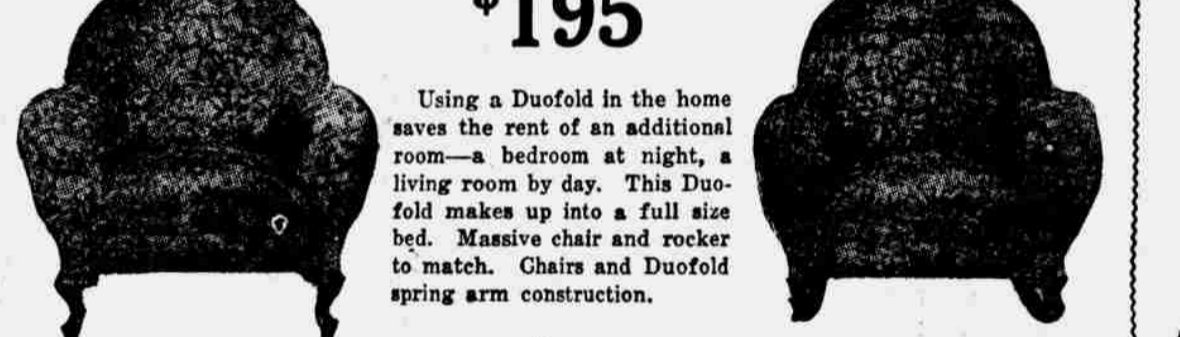 $195
Using a Duofold in the home
saves the rent of an additional
room—a bedroom at night, a
living room by day. This Duo-
fold makes up into a full size
bed. Massive chair and rocker
to match. Chairs and Duofold
spring arm construction.